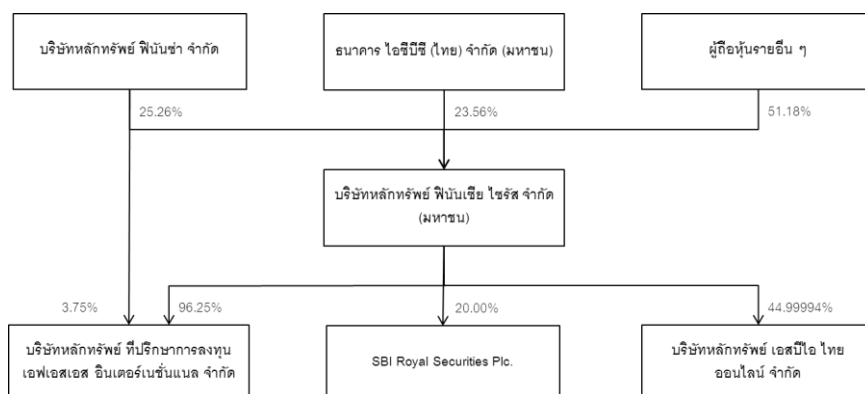 บริษัทหลักทรัพย์ ฟินันซ่า จำกัด
ธนาคาร ไอซีบีซี (ไทย) จำกัด (มหาชน)
ผู้ถือหุ้นรายอื่น ๆ
25.26%
23.56%
51.18%
บริษัทหลักทรัพย์ ฟินันเซีย ไซรัส จำกัด
(มหาชน)
3.75%
96.25%
20.00%
44.99994%
บริษัทหลักทรัพย์ ที่ปรึกษาการลงทุน
เอฟเอสเอส อินเตอร์เนชั่นแนล จำกัด
SBI Royal Securities Plc.
บริษัทหลักทรัพย์ เอสบีไอ ไทย
ออนไลน์ จำกัด